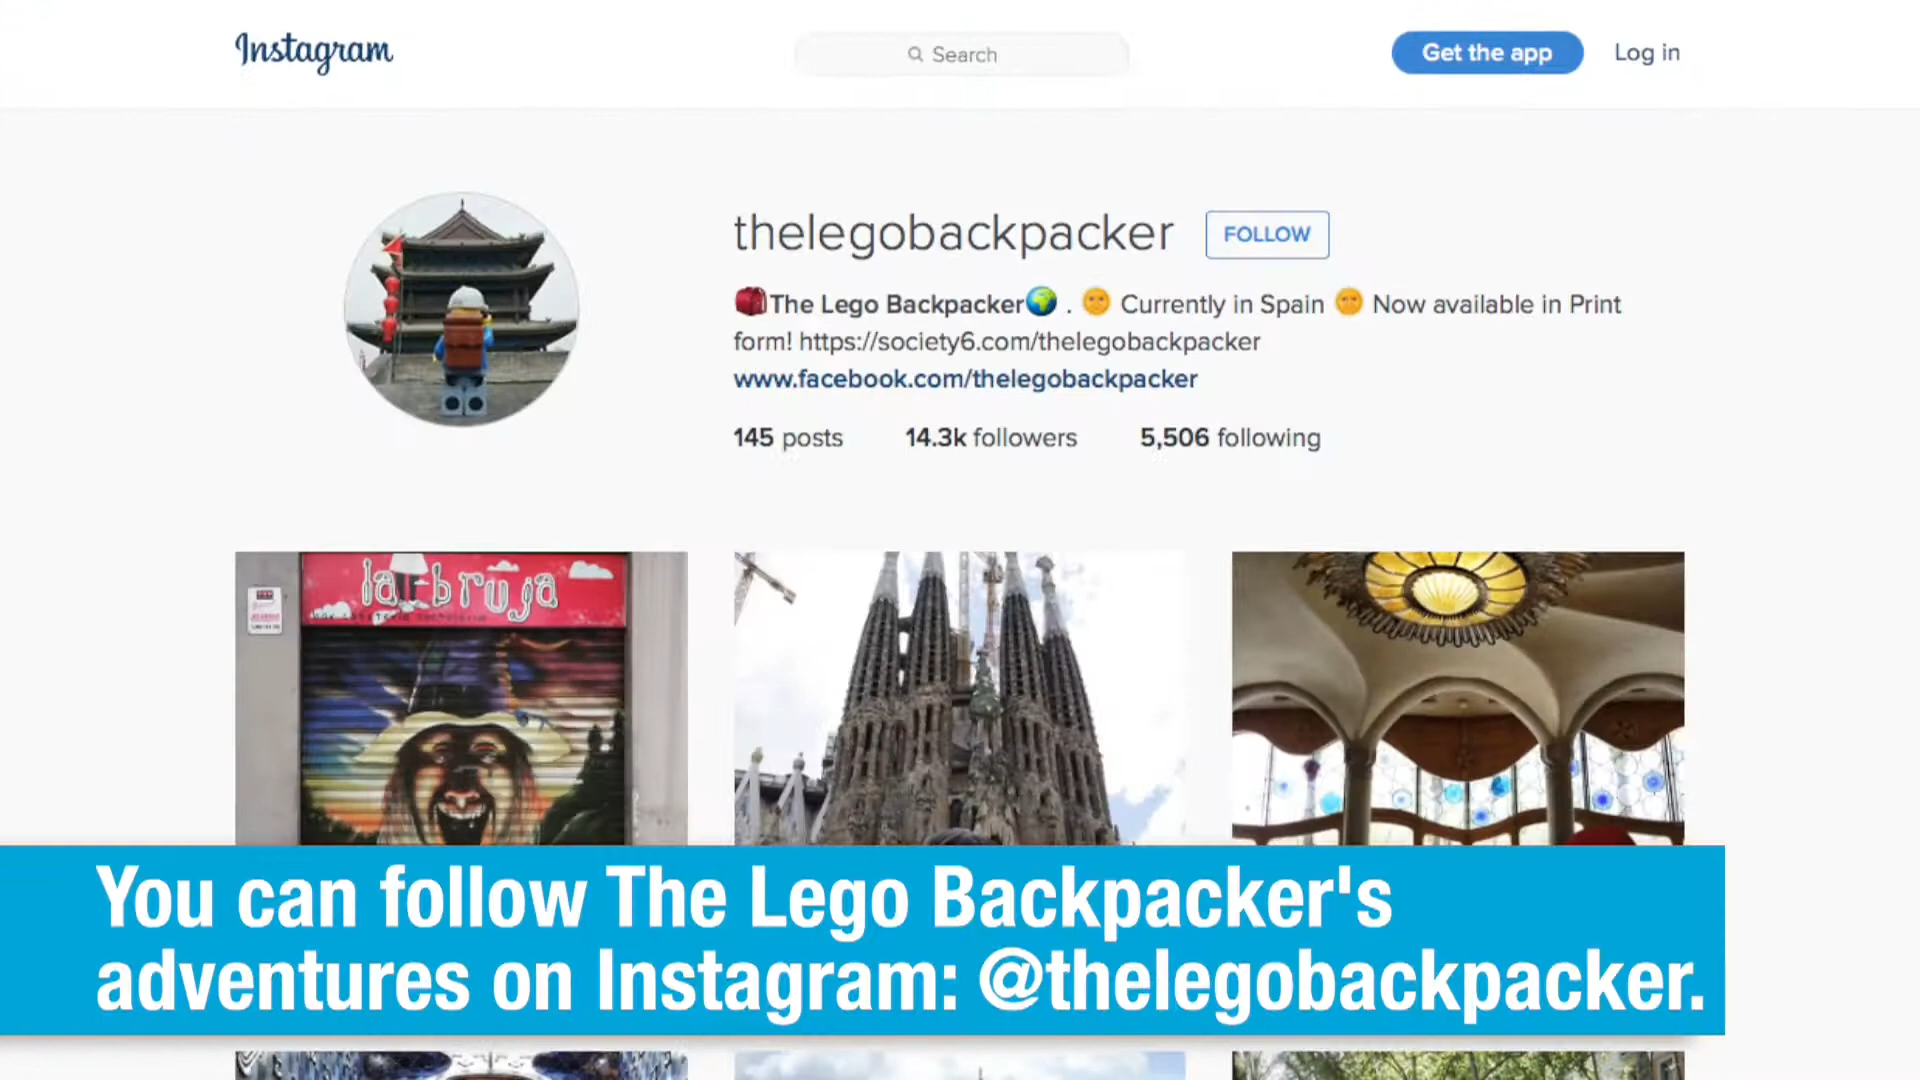 Instagram
Search
Get the app
Log in
thelegobackpacker
FOLLOW
The Lego Backpacker . Currently in Spain Now available in Print
form! https://society6.com/thelegobackpacker
www.facebook.com/thelegobackpacker
145 posts 14.3k followers 5,506 following
la bruja
You can follow The Lego Backpacker's
adventures on Instagram: @thelegobackpacker.